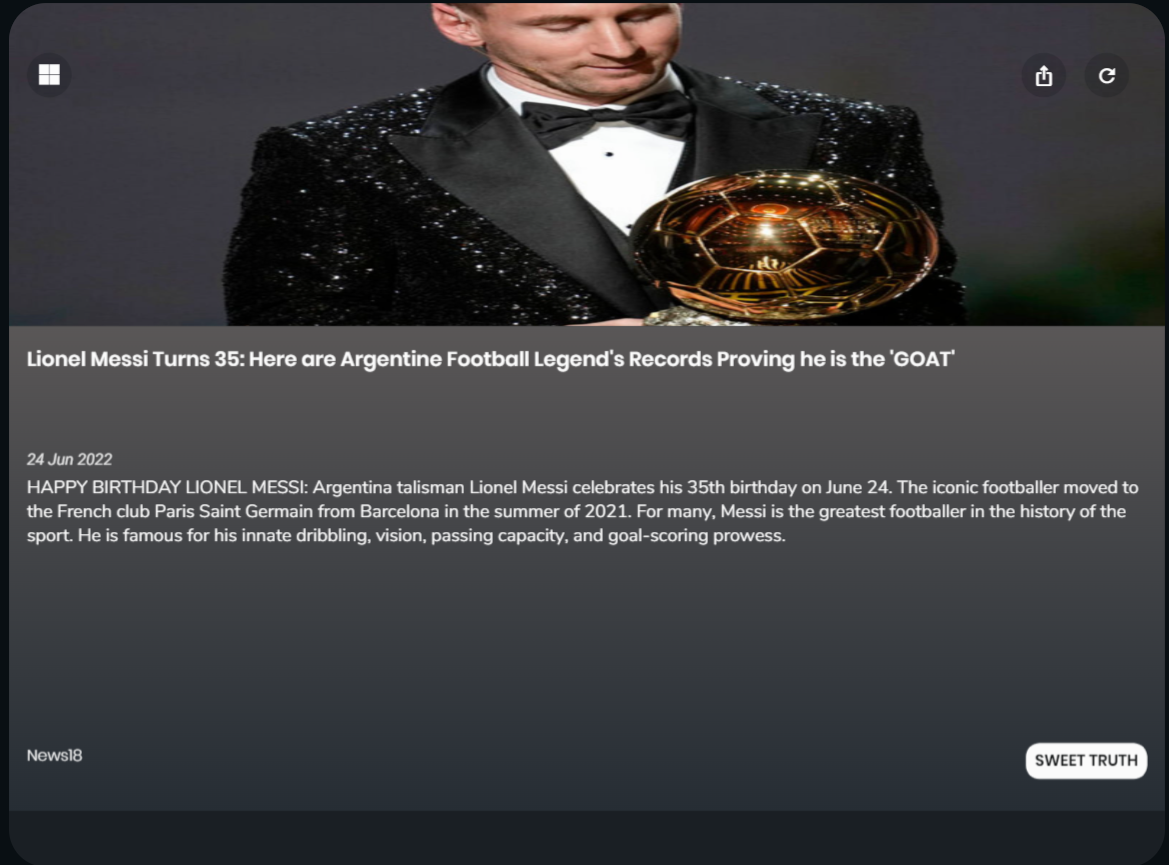 Lionel Messi Turns 35: Here are Argentine Football Legend's Records Proving he is the 'GOAT'
24 Jun 2022
HAPPY BIRTHDAY LIONEL MESSI: Argentina talisman Lionel Messi celebrates his 35th birthday on June 24. The iconic footballer moved to
the French club Paris Saint Germain from Barcelona in the summer of 2021. For many, Messi is the greatest footballer in the history of the
sport. He is famous for his innate dribbling, vision, passing capacity, and goal-scoring prowess.
News18
SWEET TRUTH